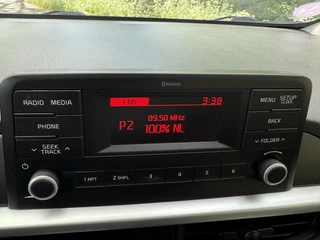 Bluetooth
RADIO MEDIA
FM1 3:38
MENU SETUP
CLOCK
PHONE
P2 89.50 MHz
100% NL
BACK
SEEK
TRACK
FOLDER
1 RPT 2 SHFL 3 4 5 6